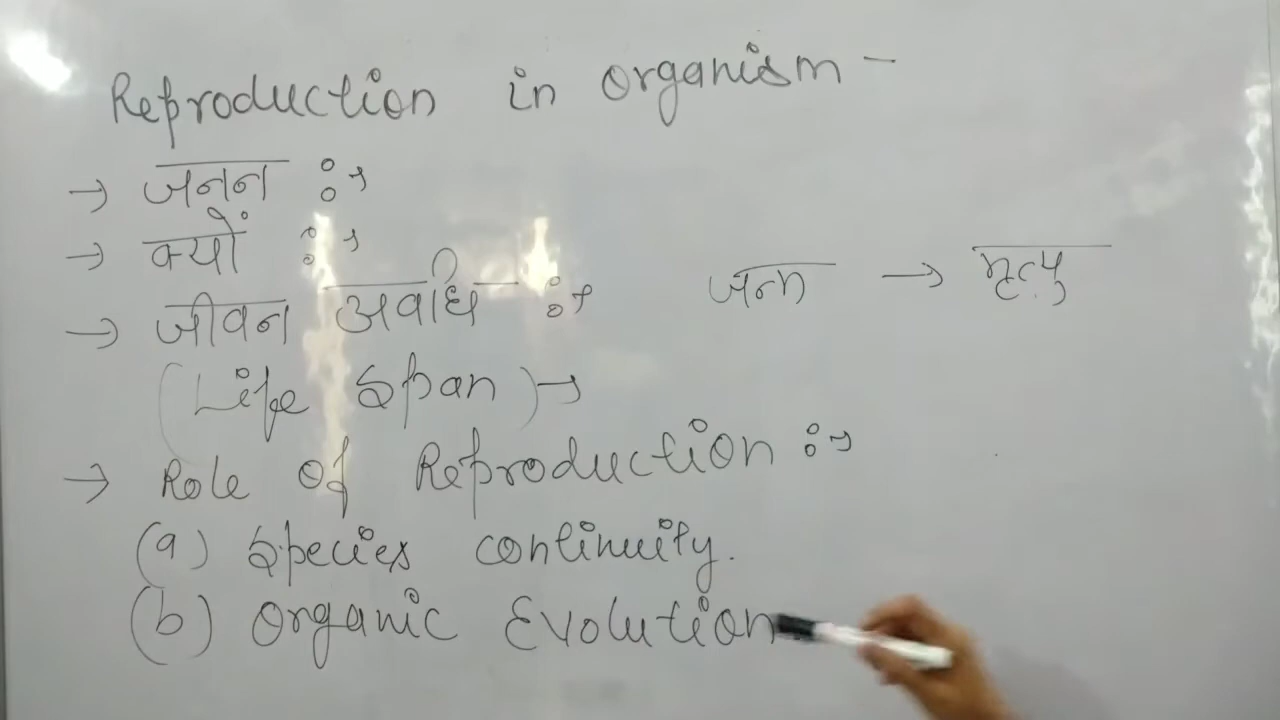 Reproduction in organism -
→ जनन :→
→ क्यों :→
→ जीवन अवधि :→ जन्म → मृत्यु
(Life Span) →
→ Role of Reproduction :→
(a) Species continuity.
(b) Organic Evolution